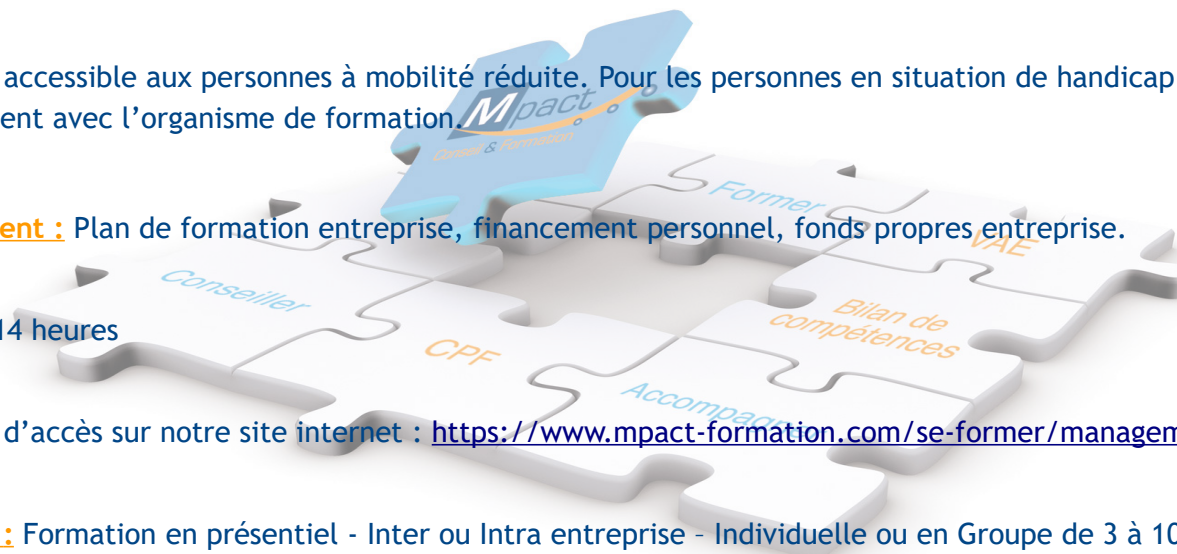 accessible aux personnes à mobilité réduite. Pour les personnes en situation de handicap
ent avec l’organisme de formation.
Mpact
Conseil & Formation
Former
ent : Plan de formation entreprise, financement personnel, fonds propres entreprise.
VAE
Conseiller
Bilan de
compétences
14 heures
CPF
Accompagner
d’accès sur notre site internet : https://www.mpact-formation.com/se-former/managem
: Formation en présentiel - Inter ou Intra entreprise – Individuelle ou en Groupe de 3 à 10